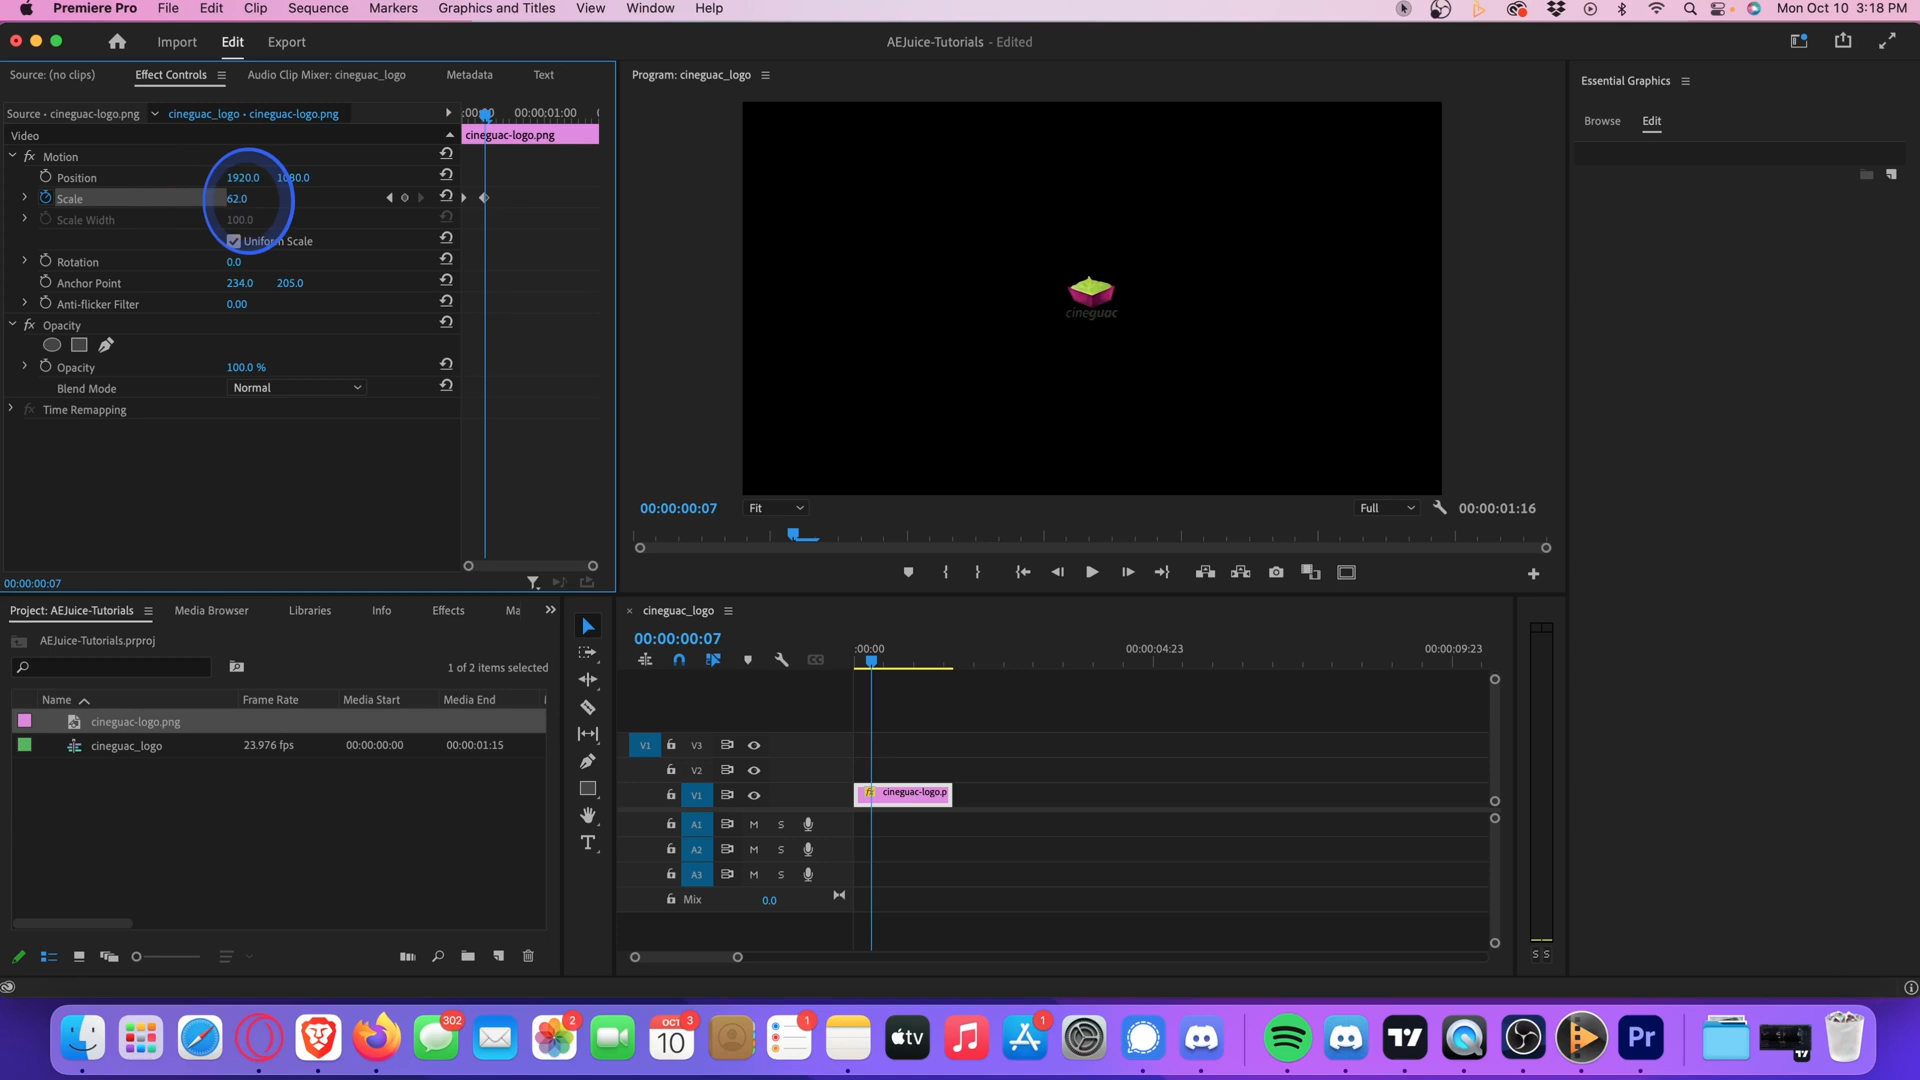 Premiere Pro File Edit Clip Sequence Markers Graphics and Titles View Window Help Mon Oct 10 3:18 PM
Import Edit Export AEJuice-Tutorials - Edited
Source: (no clips) Effect Controls Audio Clip Mixer: cineguac_logo Metadata Text
Program: cineguac_logo
Essential Graphics
Browse Edit
Source • cineguac-logo.png cineguac_logo • cineguac-logo.png
:00:00 00:00:01:00
Video
cineguac-logo.png
fx Motion
Position 1920.0 1080.0
Scale 62.0
Scale Width 100.0
Uniform Scale
Rotation 0.0
Anchor Point 234.0 205.0
Anti-flicker Filter 0.00
fx Opacity
Opacity 100.0 %
Blend Mode Normal
fx Time Remapping
00:00:00:07
cineguac
00:00:00:07 Fit Full 00:00:01:16
Project: AEJuice-Tutorials Media Browser Libraries Info Effects Ma
AEJuice-Tutorials.prproj
1 of 2 items selected
Name Frame Rate Media Start Media End
cineguac-logo.png
cineguac_logo 23.976 fps 00:00:00:00 00:00:01:15
cineguac_logo
00:00:00:07
:00:00 00:00:04:23 00:00:09:23
V1 V3
V2
V1
fx cineguac-logo.p
A1 M S
A2 M S
A3 M S
Mix 0.0
S S
302 2 OCT 3 10 1 tv 1 17 Pr